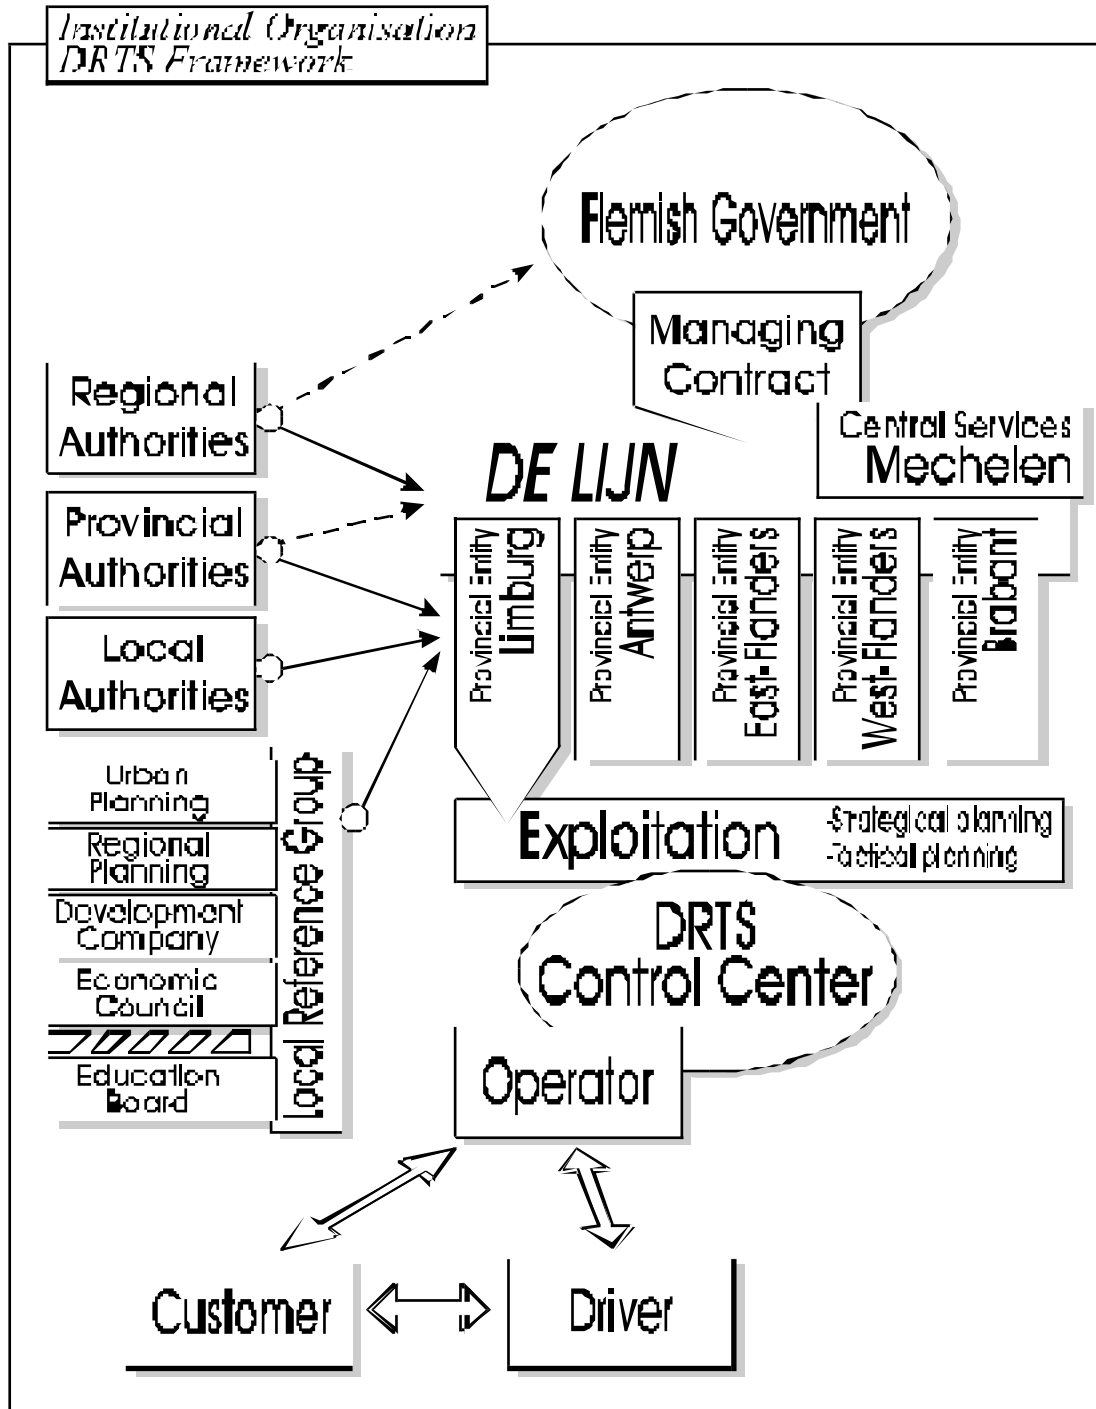 Institutional Organisation
DRTS Framework
Flemish Government
Managing
Contract
Central Services
Mechelen
Regional
Authorities
DE LIJN
Provincial
Authorities
Local
Authorities
Provincial Entity
Limburg
Provincial Entity
Antwerp
Provincial Entity
East-Flanders
Provincial Entity
West-Flanders
Provincial Entity
Brabant
Urban
Planning
Regional
Planning
Development
Company
Economic
Council
Education
Board
Local Reference Group
Exploitation
-Strategical planning
-Tactical planning
DRTS
Control Center
Operator
Customer
Driver